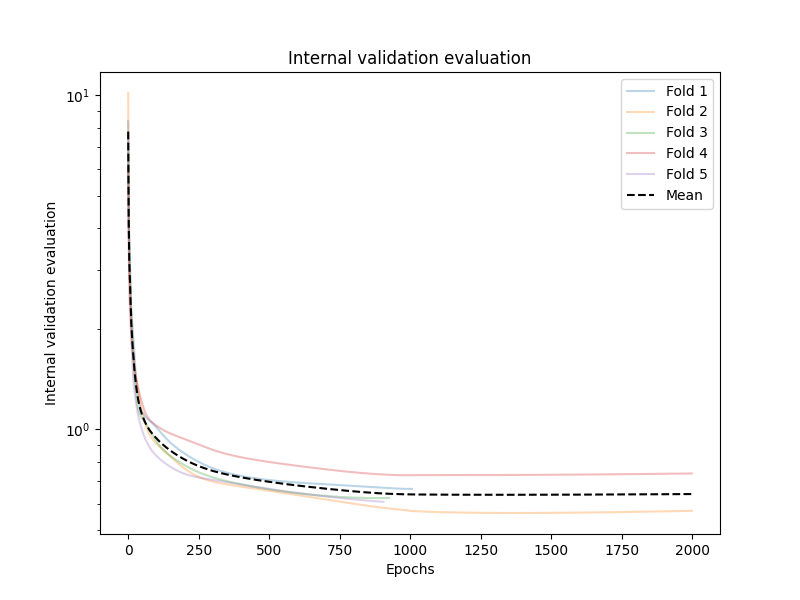 Internal validation evaluation
Internal validation evaluation
10¹
10⁰
Fold 1
Fold 2
Fold 3
Fold 4
Fold 5
Mean
0 250 500 750 1000 1250 1500 1750 2000
Epochs